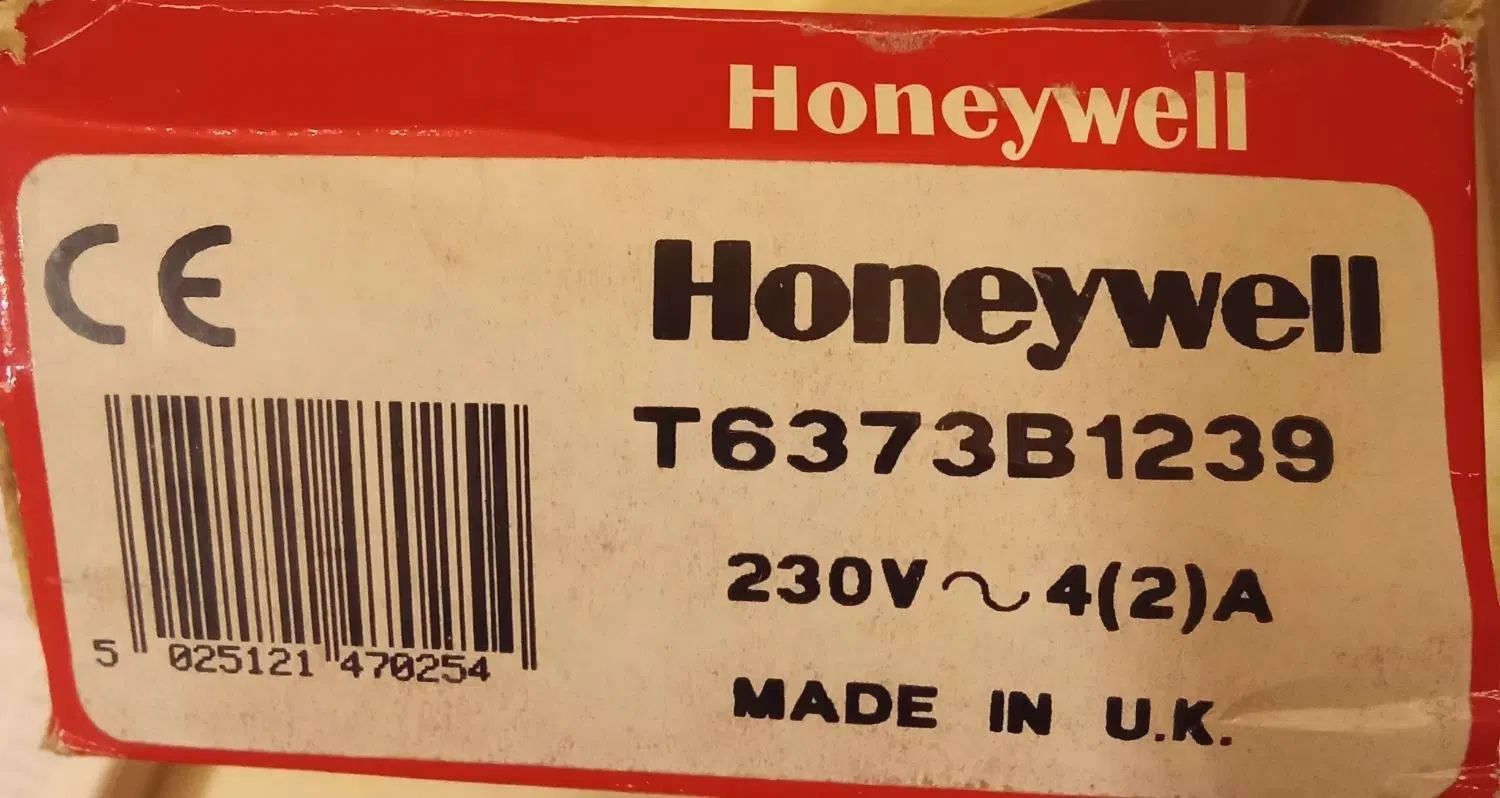 Honeywell
CE
Honeywell
T6373B1239
230V~4(2)A
5 025121 470254
MADE IN U.K.